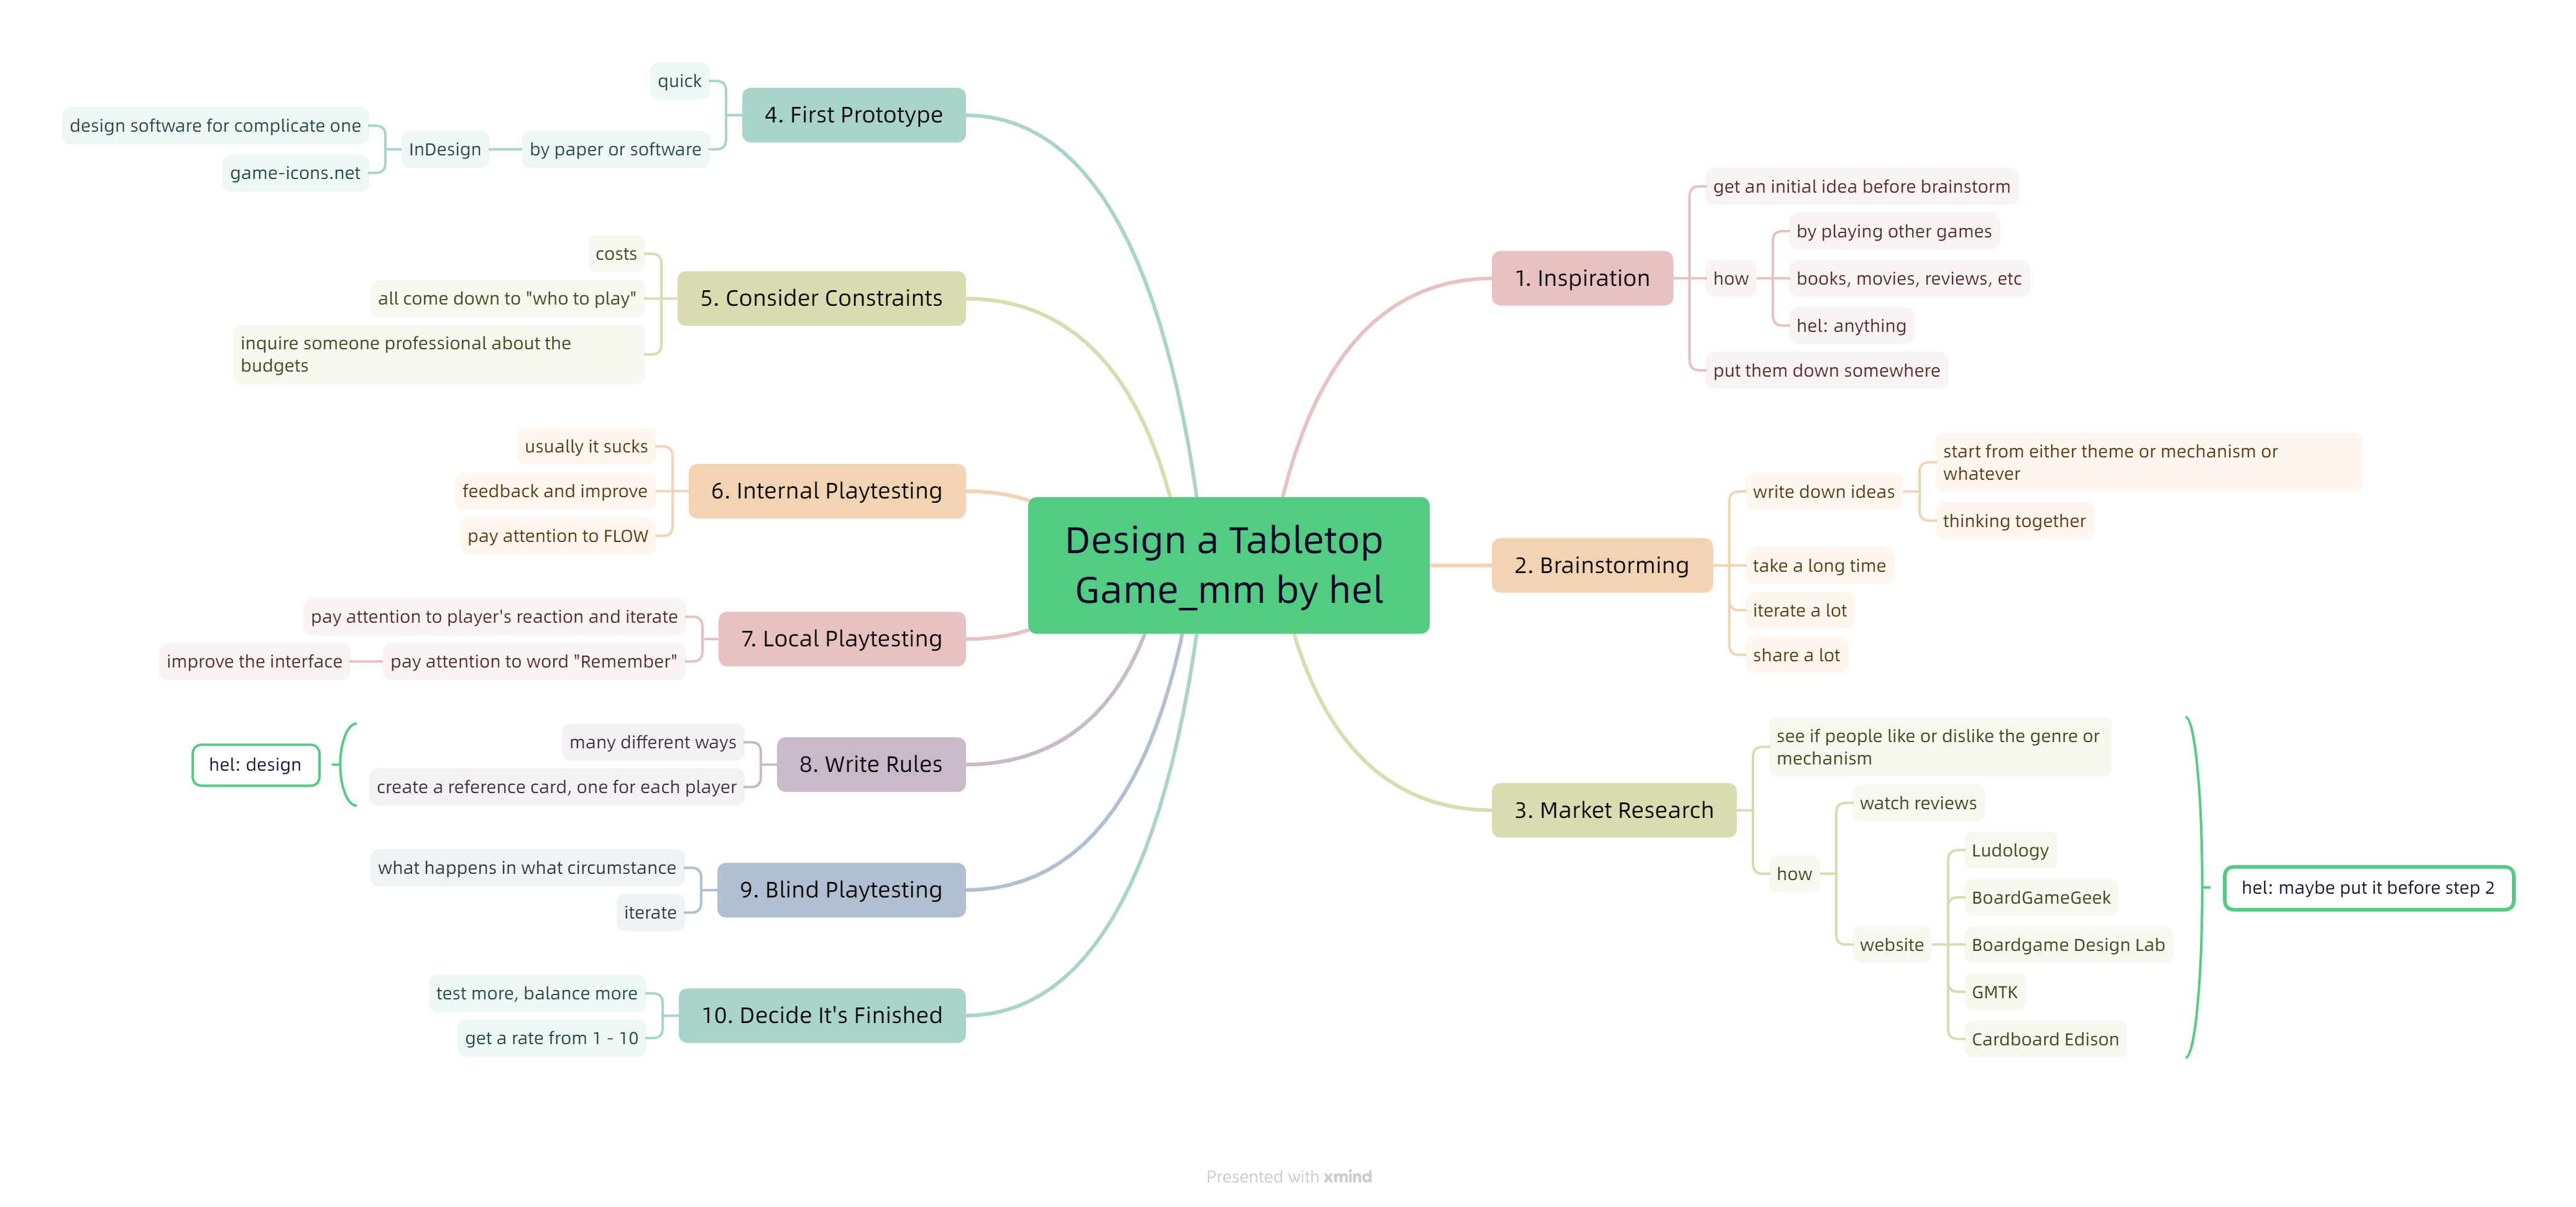 Design a Tabletop
Game_mm by hel
1. Inspiration
get an initial idea before brainstorm
how
by playing other games
books, movies, reviews, etc
hel: anything
put them down somewhere
2. Brainstorming
write down ideas
start from either theme or mechanism or
whatever
thinking together
take a long time
iterate a lot
share a lot
3. Market Research
see if people like or dislike the genre or
mechanism
how
watch reviews
website
Ludology
BoardGameGeek
Boardgame Design Lab
GMTK
Cardboard Edison
hel: maybe put it before step 2
4. First Prototype
quick
by paper or software
InDesign
design software for complicate one
game-icons.net
5. Consider Constraints
costs
all come down to "who to play"
inquire someone professional about the
budgets
6. Internal Playtesting
usually it sucks
feedback and improve
pay attention to FLOW
7. Local Playtesting
pay attention to player's reaction and iterate
pay attention to word "Remember"
improve the interface
8. Write Rules
many different ways
create a reference card, one for each player
hel: design
9. Blind Playtesting
what happens in what circumstance
iterate
10. Decide It's Finished
test more, balance more
get a rate from 1 - 10
Presented with xmind